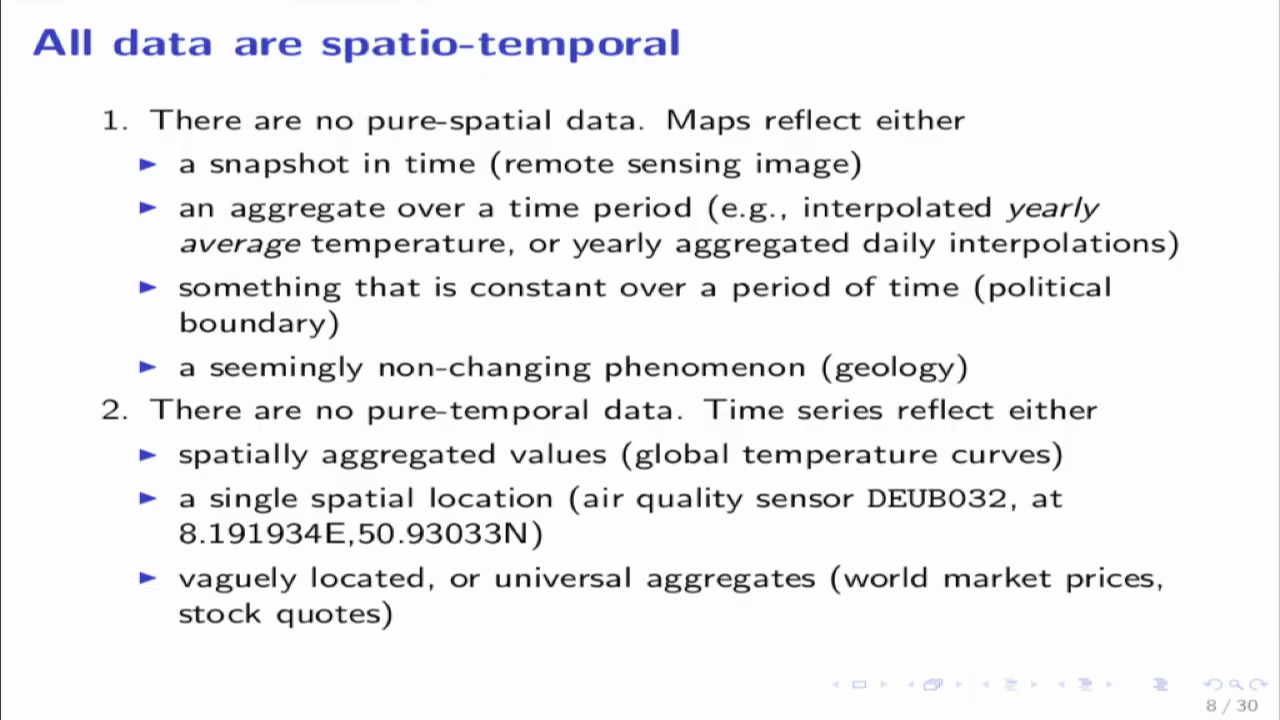 All data are spatio-temporal
1. There are no pure-spatial data. Maps reflect either
► a snapshot in time (remote sensing image)
► an aggregate over a time period (e.g., interpolated yearly
average temperature, or yearly aggregated daily interpolations)
► something that is constant over a period of time (political
boundary)
► a seemingly non-changing phenomenon (geology)
2. There are no pure-temporal data. Time series reflect either
► spatially aggregated values (global temperature curves)
► a single spatial location (air quality sensor DEUB032, at
8.191934E,50.93033N)
► vaguely located, or universal aggregates (world market prices,
stock quotes)
8 / 30